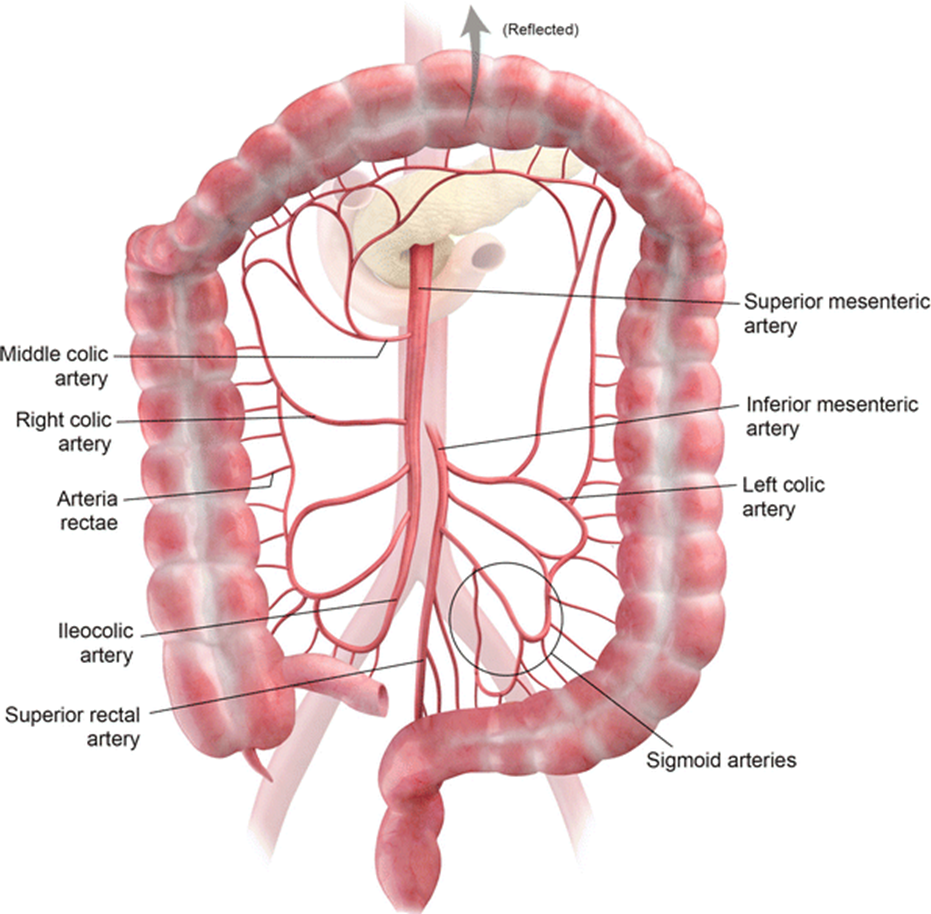 (Reflected)
Superior mesenteric
artery
Middle colic
artery
Inferior mesenteric
artery
Right colic
artery
Left colic
artery
Arteria
rectae
Ileocolic
artery
Superior rectal
artery
Sigmoid arteries